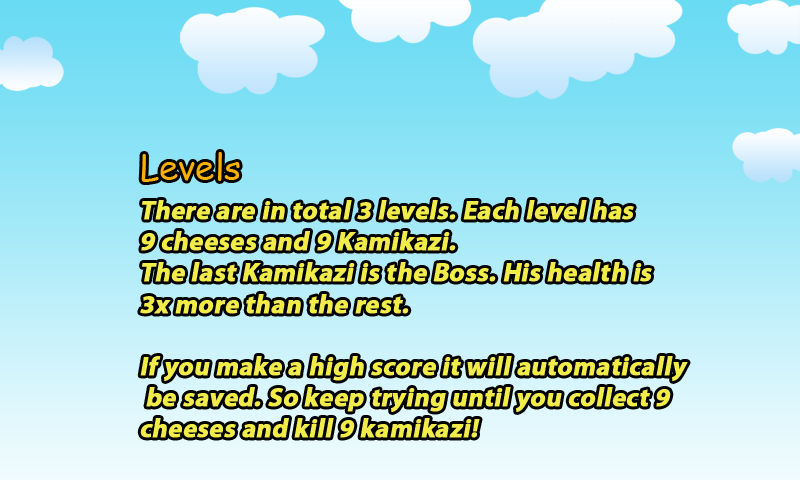 Levels
There are in total 3 levels. Each level has
9 cheeses and 9 Kamikazi.
The last Kamikazi is the Boss. His health is
3x more than the rest.
If you make a high score it will automatically
be saved. So keep trying until you collect 9
cheeses and kill 9 kamikazi!